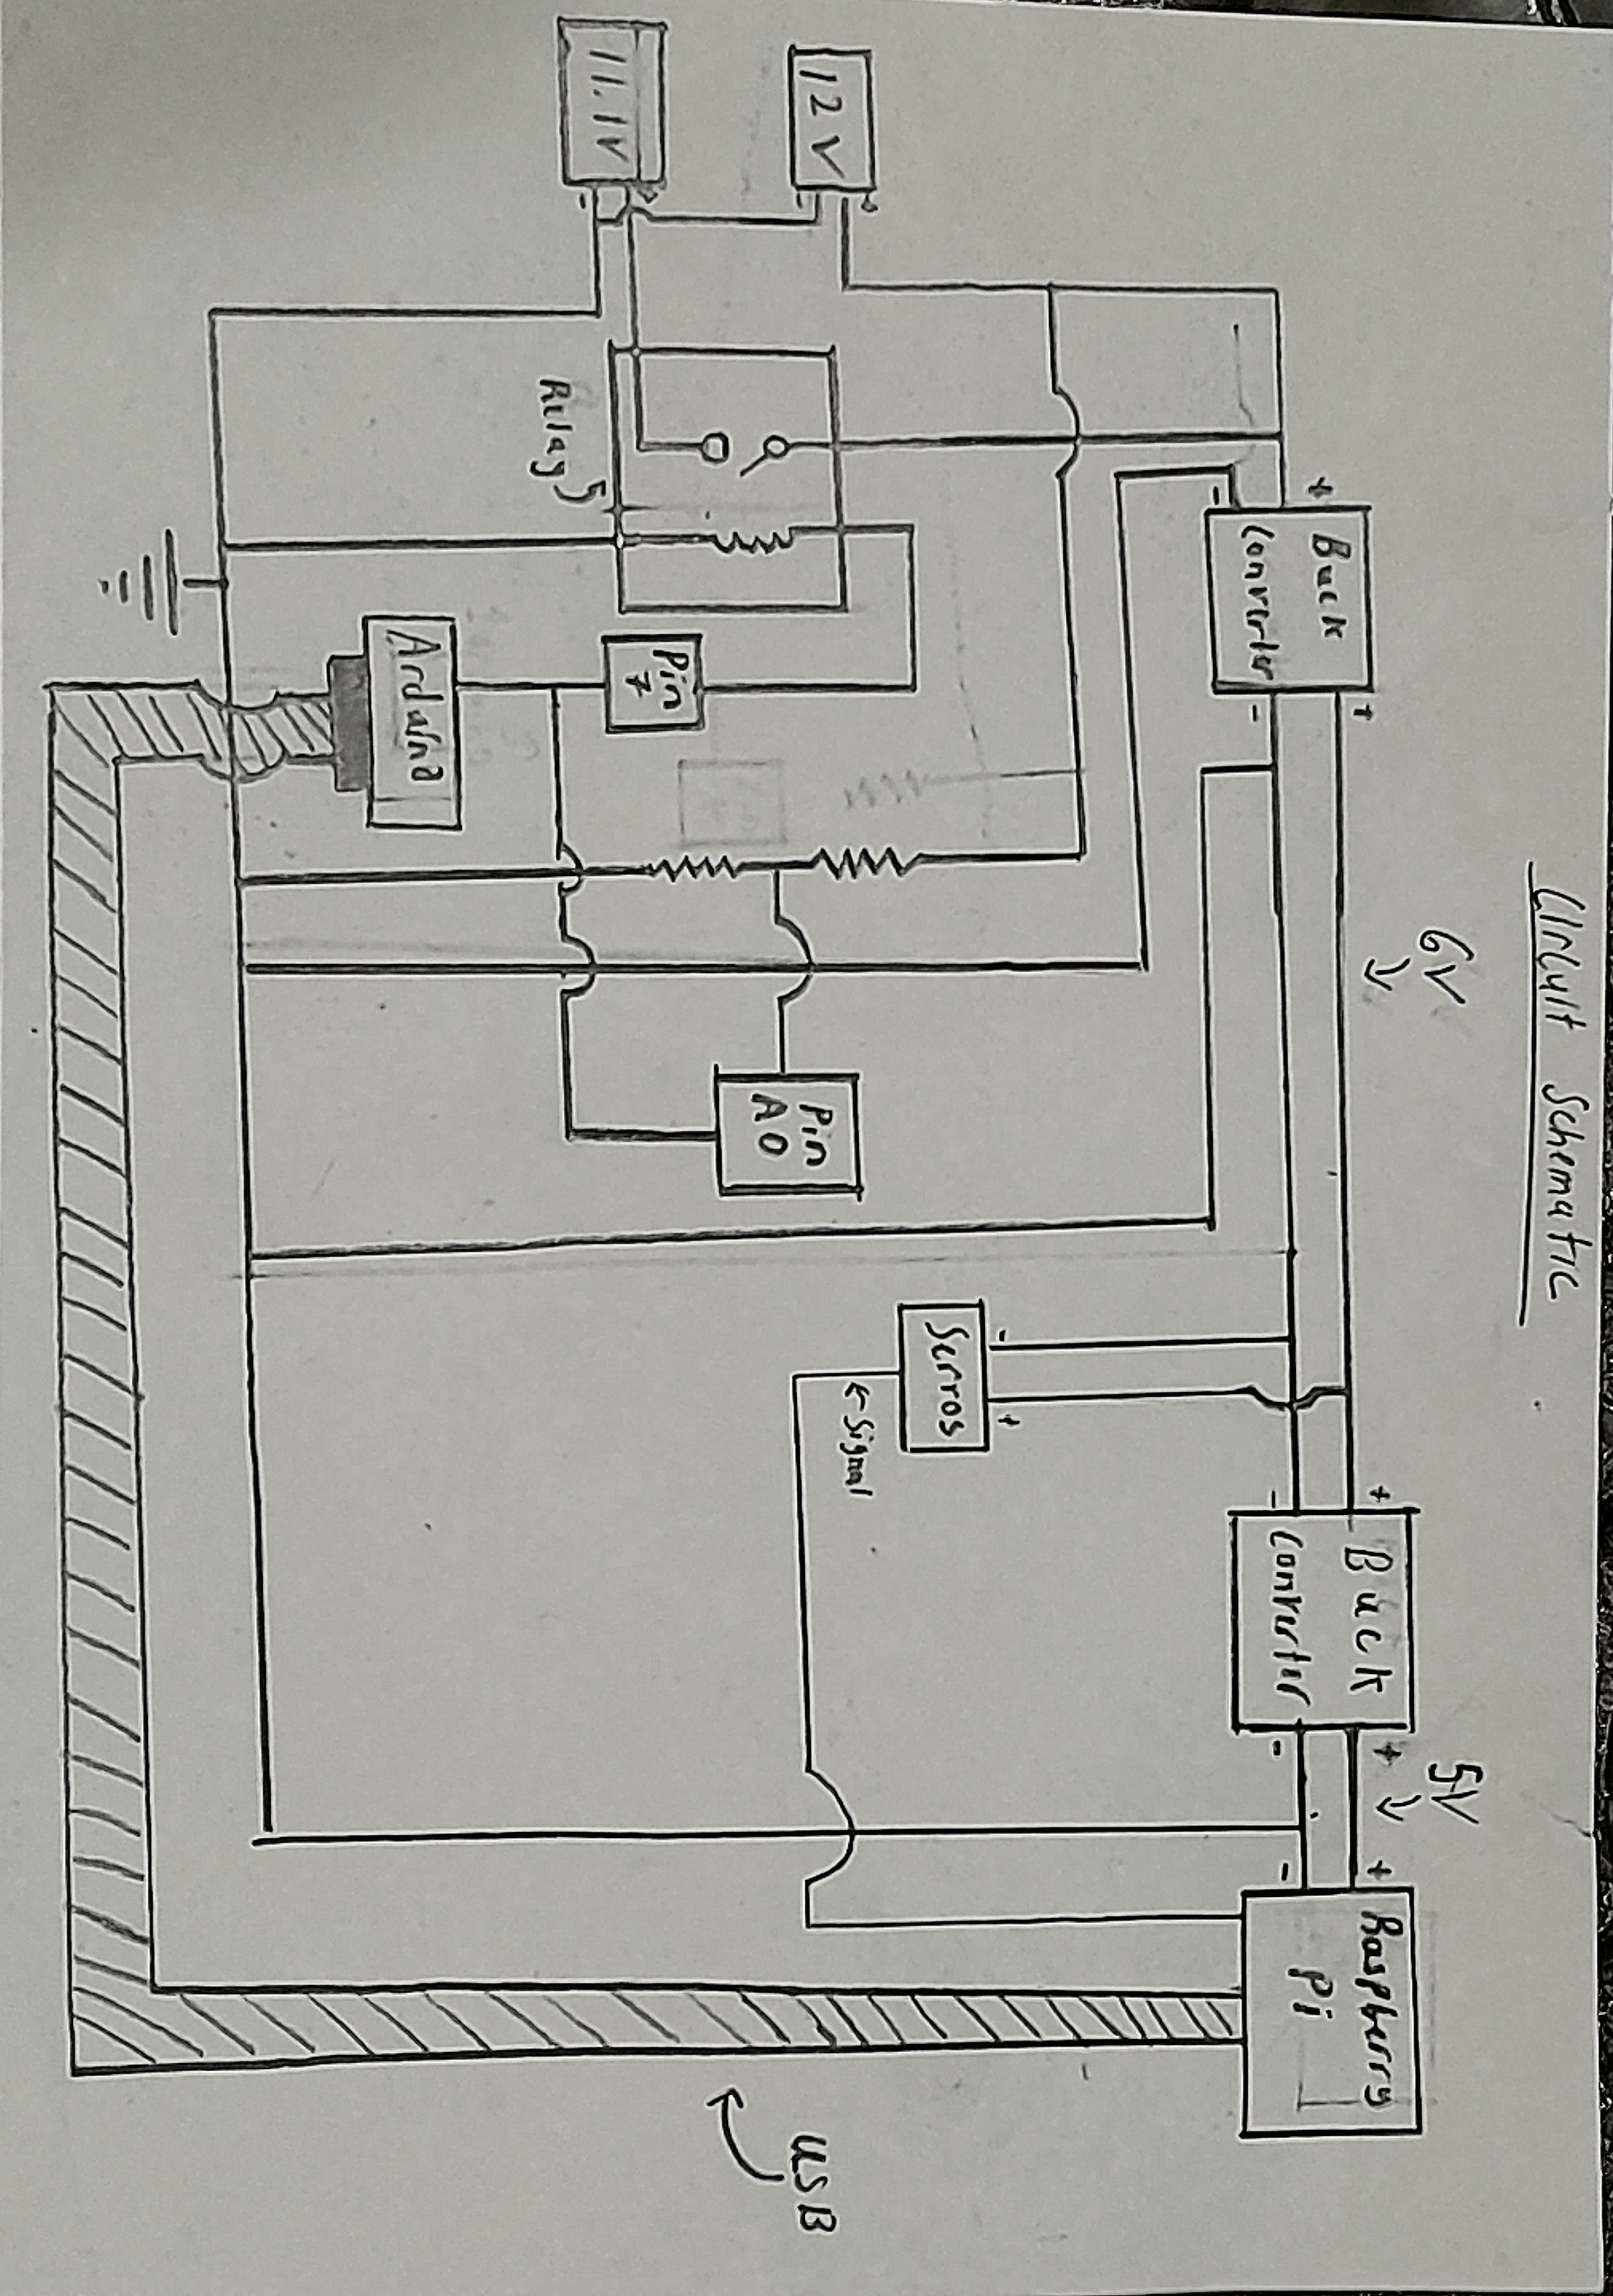 Circuit Schematic
6V
5V
12V
11.1V
+
-
+
-
+
Buck
Converter
-
+
-
+
Buck
Converter
-
+
-
+
Raspberry
Pi
-
Relay
Pin
7
Arduino
Pin
A0
-
Servos
+
←Signal
USB